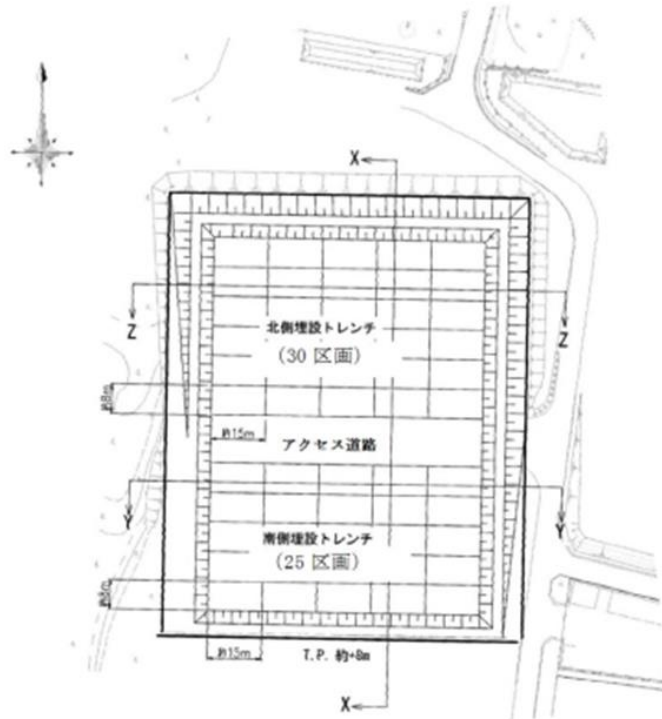 X
Z
Z
北側埋設トレンチ
(30 区画)
約8m
約15m
アクセス道路
Y
Y
南側埋設トレンチ
(25 区画)
約8m
約15m
T.P. 約+8m
X